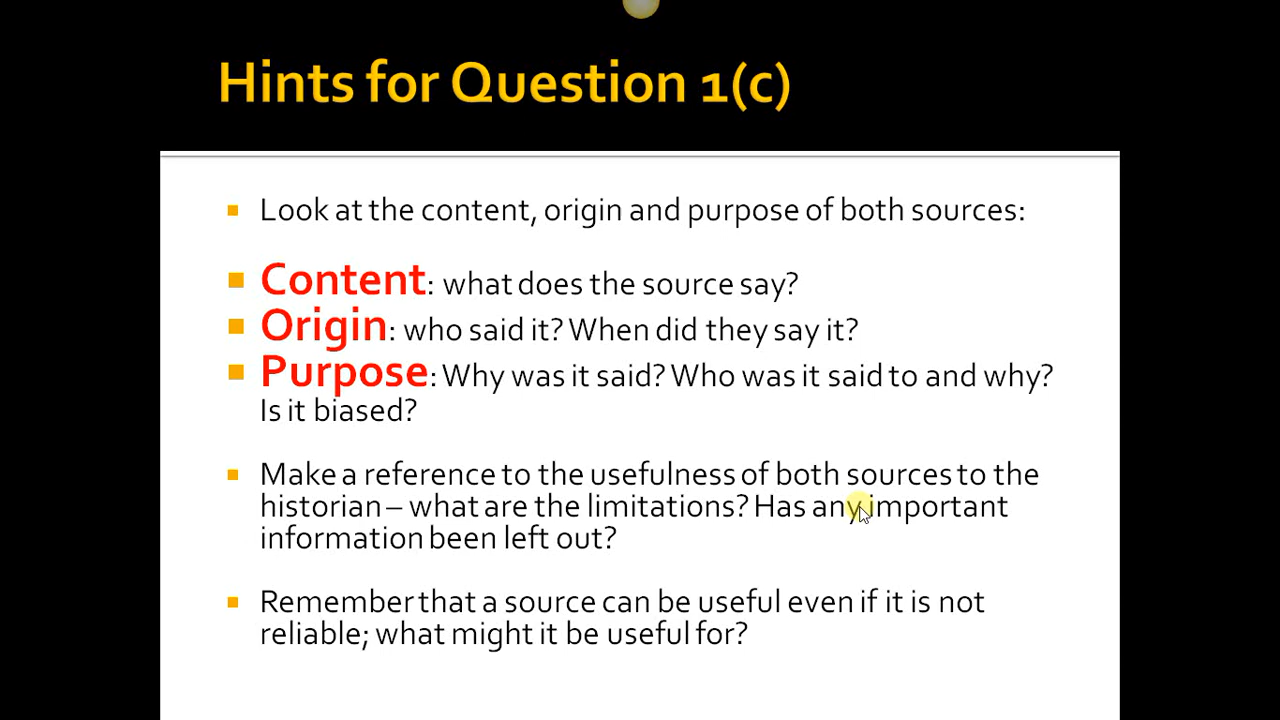 Hints for Question 1(c)
Look at the content, origin and purpose of both sources:
Content: what does the source say?
Origin: who said it? When did they say it?
Purpose: Why was it said? Who was it said to and why?
Is it biased?
Make a reference to the usefulness of both sources to the
historian – what are the limitations? Has any important
information been left out?
Remember that a source can be useful even if it is not
reliable; what might it be useful for?